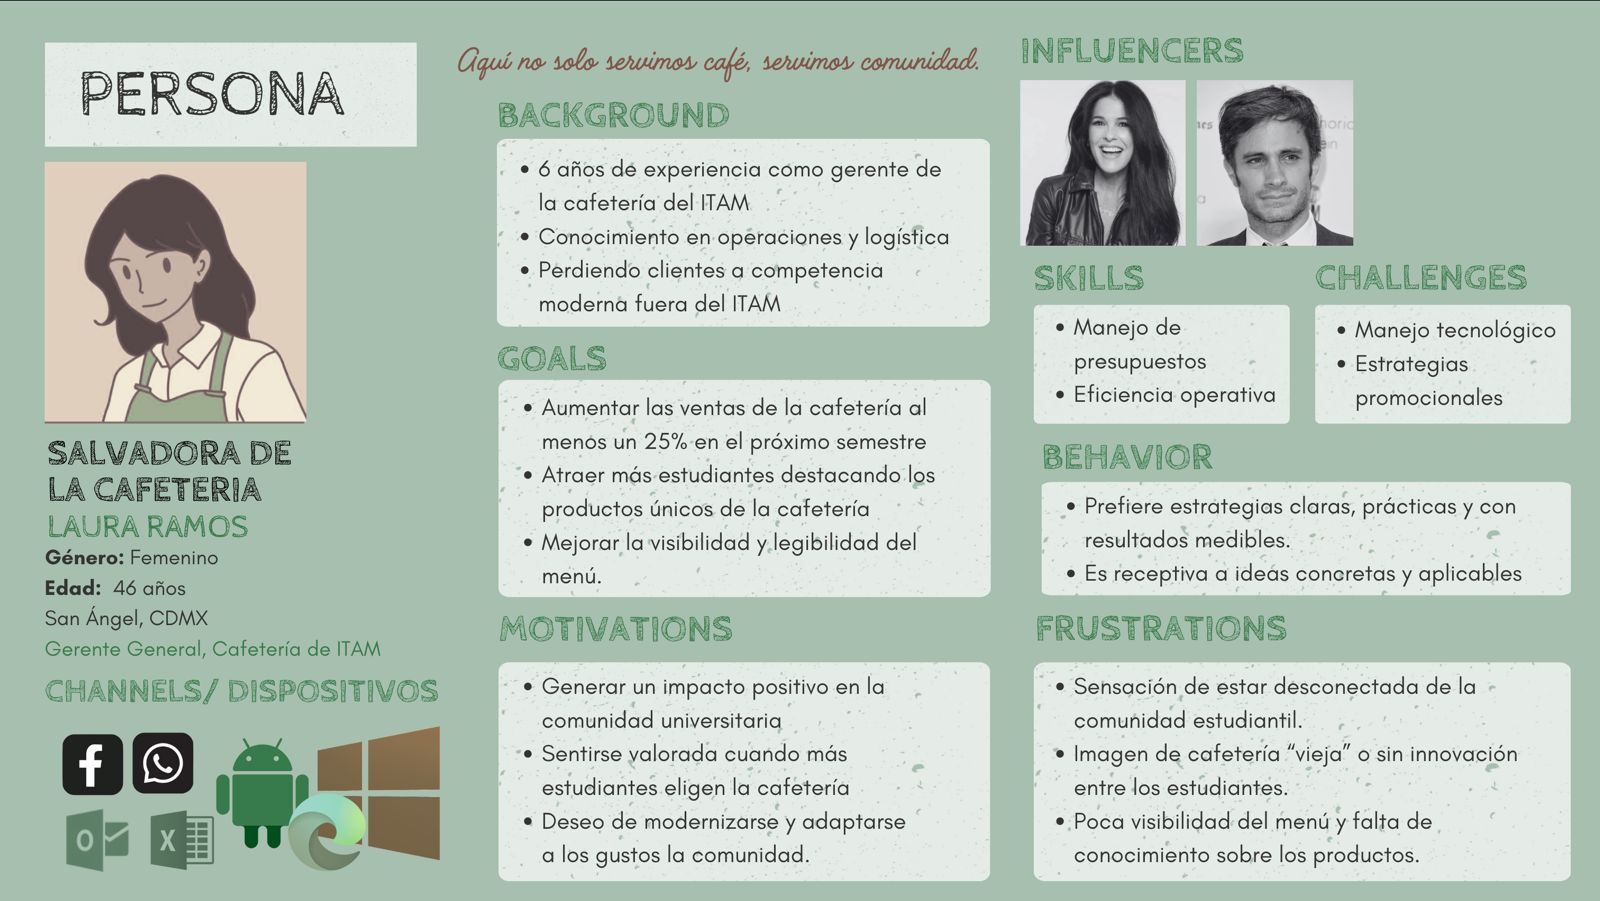 PERSONA
SALVADORA DE
LA CAFETERIA
LAURA RAMOS
Género: Femenino
Edad: 46 años
San Ángel, CDMX
Gerente General, Cafetería de ITAM
CHANNELS/ DISPOSITIVOS
Aquí no solo servimos café, servimos comunidad.
BACKGROUND
• 6 años de experiencia como gerente de
la cafetería del ITAM
• Conocimiento en operaciones y logística
• Perdiendo clientes a competencia
moderna fuera del ITAM
GOALS
• Aumentar las ventas de la cafetería al
menos un 25% en el próximo semestre
• Atraer más estudiantes destacando los
productos únicos de la cafetería
• Mejorar la visibilidad y legibilidad del
menú.
MOTIVATIONS
• Generar un impacto positivo en la
comunidad universitaria
• Sentirse valorada cuando más
estudiantes eligen la cafetería
• Deseo de modernizarse y adaptarse
a los gustos la comunidad.
INFLUENCERS
SKILLS
• Manejo de
presupuestos
• Eficiencia operativa
CHALLENGES
• Manejo tecnológico
• Estrategias
promocionales
BEHAVIOR
• Prefiere estrategias claras, prácticas y con
resultados medibles.
• Es receptiva a ideas concretas y aplicables
FRUSTRATIONS
• Sensación de estar desconectada de la
comunidad estudiantil.
• Imagen de cafetería “vieja” o sin innovación
entre los estudiantes.
• Poca visibilidad del menú y falta de
conocimiento sobre los productos.